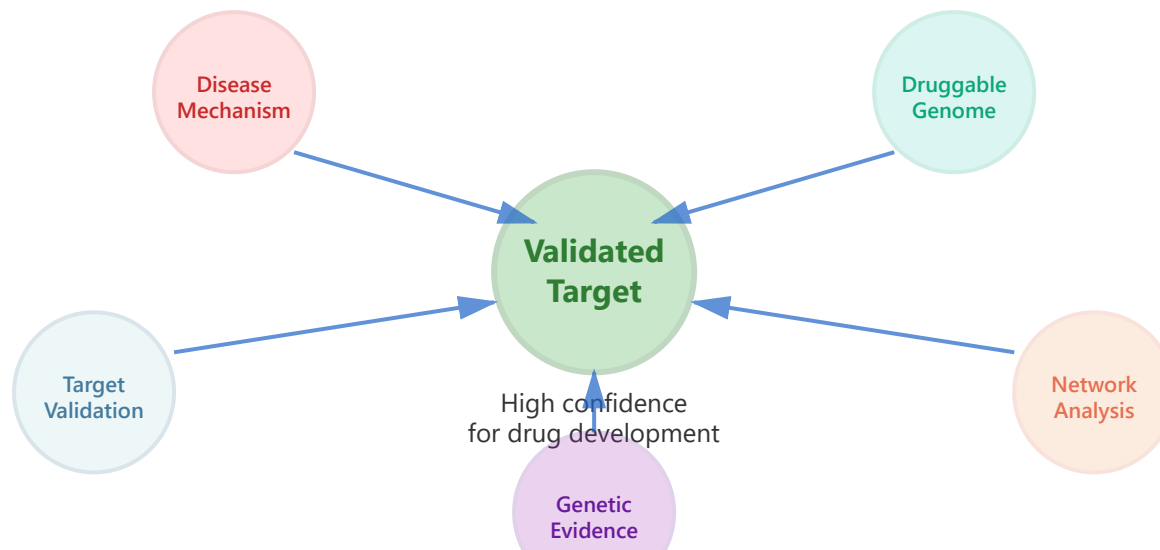 Disease
Mechanism
Druggable
Genome
Validated
Target
Target
Validation
Network
Analysis
High confidence
for drug development
Genetic
Evidence